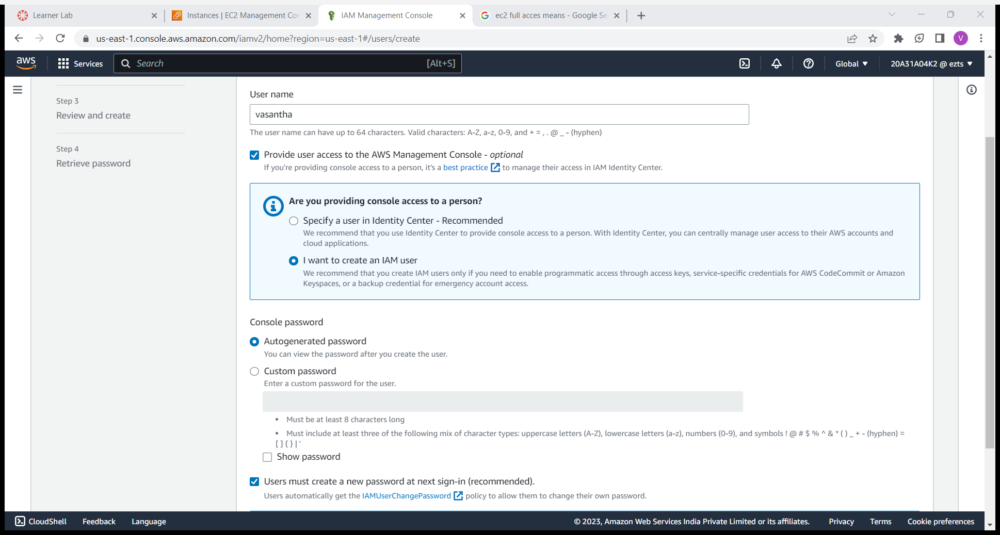 Learner Lab
Instances | EC2 Management Con
IAM Management Console
ec2 full acces means - Google Se
us-east-1.console.aws.amazon.com/iamv2/home?region=us-east-1#/users/create
V
aws
Services
Search
[Alt+S]
Global
20A31A04K2 @ ezts
Step 3
Review and create
Step 4
Retrieve password
User name
vasantha
The user name can have up to 64 characters. Valid characters: A-Z, a-z, 0-9, and + = , . @ _ - (hyphen)
Provide user access to the AWS Management Console - optional
If you're providing console access to a person, it's a best practice to manage their access in IAM Identity Center.
Are you providing console access to a person?
Specify a user in Identity Center - Recommended
We recommend that you use Identity Center to provide console access to a person. With Identity Center, you can centrally manage user access to their AWS accounts and
cloud applications.
I want to create an IAM user
We recommend that you create IAM users only if you need to enable programmatic access through access keys, service-specific credentials for AWS CodeCommit or Amazon
Keyspaces, or a backup credential for emergency account access.
Console password
Autogenerated password
You can view the password after you create the user.
Custom password
Enter a custom password for the user.
• Must be at least 8 characters long
• Must include at least three of the following mix of character types: uppercase letters (A-Z), lowercase letters (a-z), numbers (0-9), and symbols ! @ # $ % ^ & * ( ) _ + - (hyphen) =
[ ] { } | '
Show password
Users must create a new password at next sign-in (recommended).
Users automatically get the IAMUserChangePassword policy to allow them to change their own password.
CloudShell
Feedback
Language
© 2023, Amazon Web Services India Private Limited or its affiliates.
Privacy
Terms
Cookie preferences